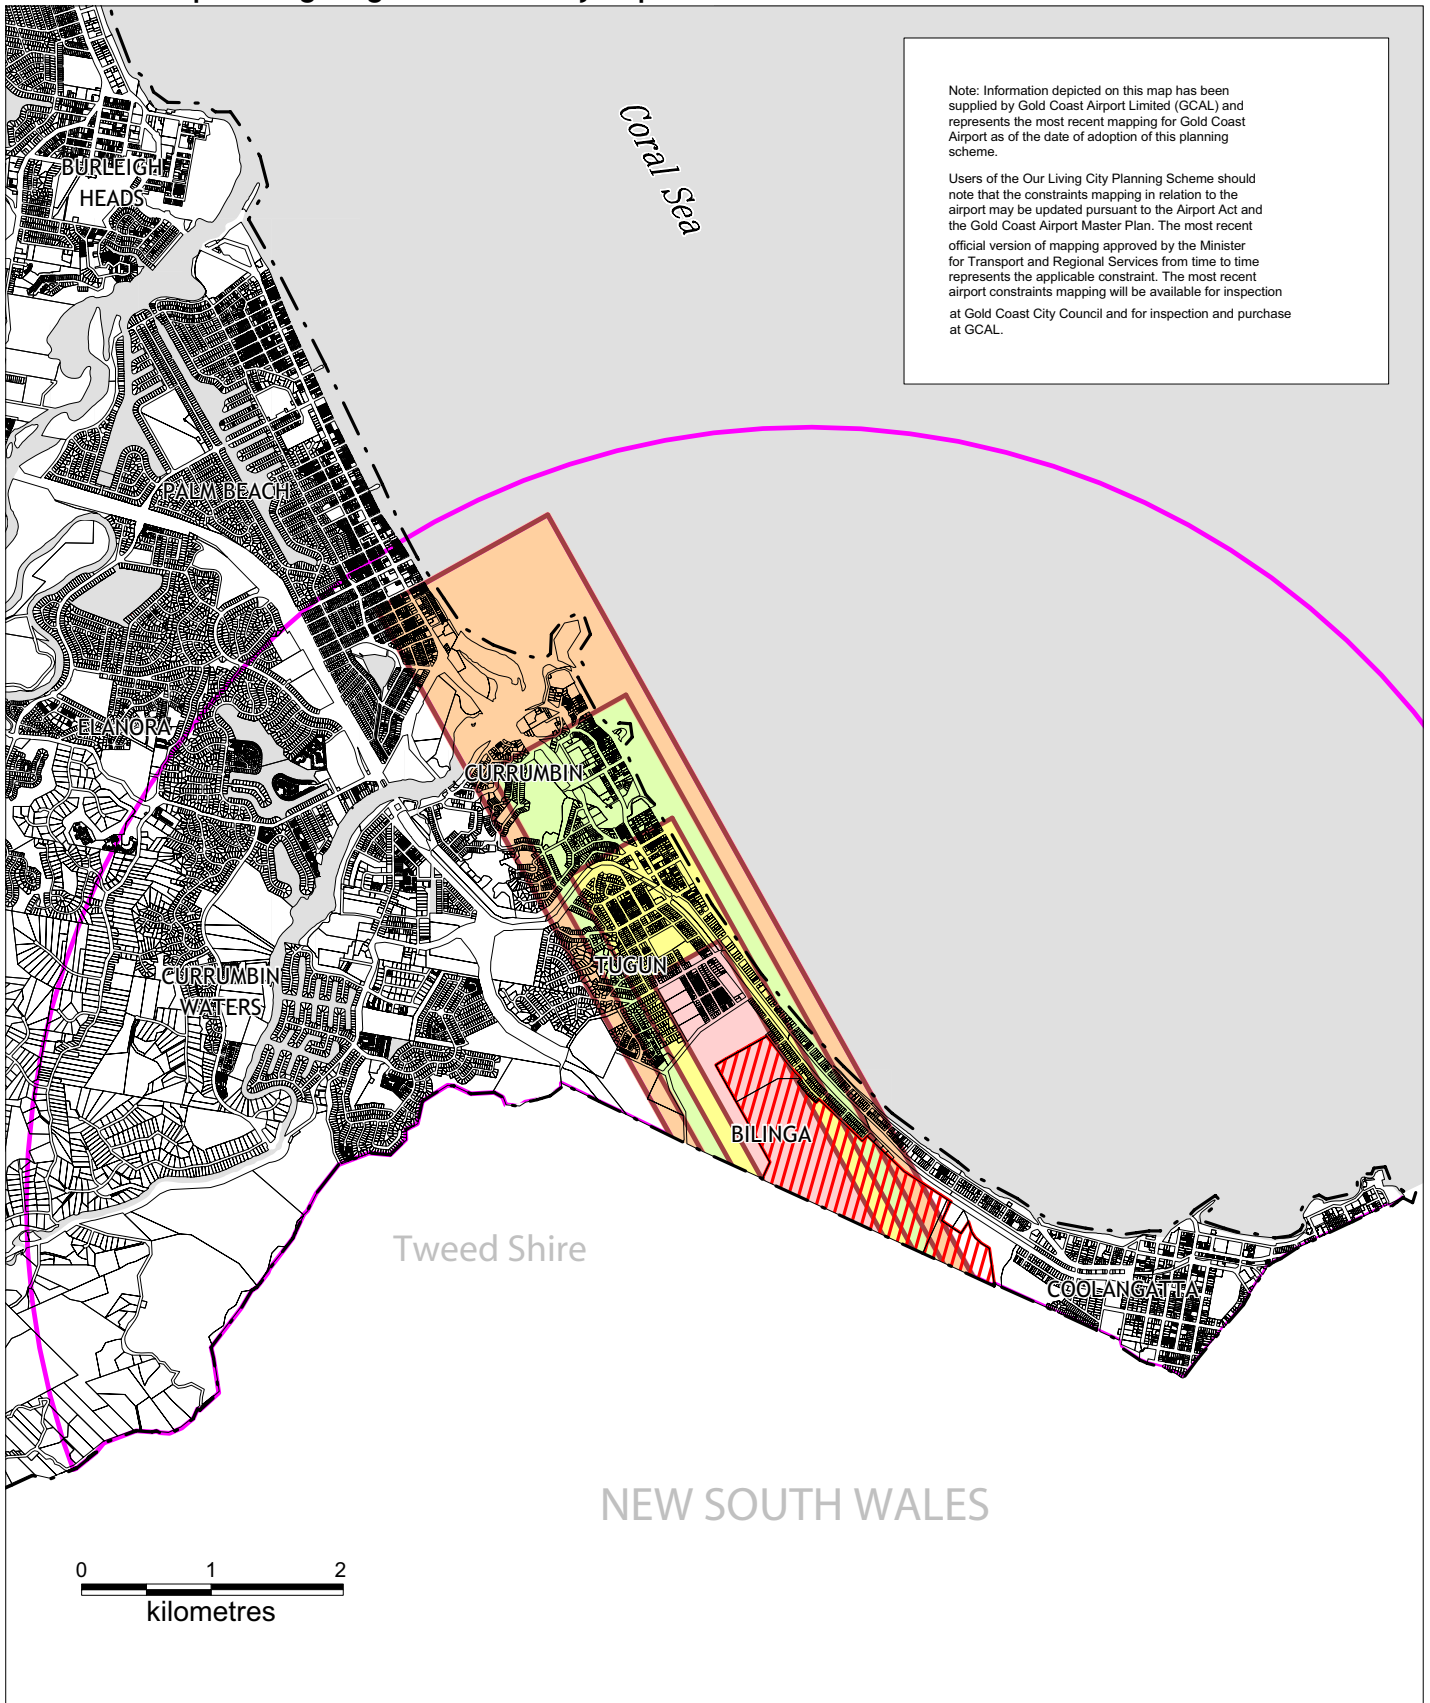 Note: Information depicted on this map has been
supplied by Gold Coast Airport Limited (GCAL) and
represents the most recent mapping for Gold Coast
Airport as of the date of adoption of this planning
scheme.
Users of the Our Living City Planning Scheme should
note that the constraints mapping in relation to the
airport may be updated pursuant to the Airport Act and
the Gold Coast Airport Master Plan. The most recent
official version of mapping approved by the Minister
for Transport and Regional Services from time to time
represents the applicable constraint. The most recent
airport constraints mapping will be available for inspection
at Gold Coast City Council and for inspection and purchase
at GCAL.
Coral Sea
BURLEIGH
HEADS
PALM BEACH
ELANORA
CURRUMBIN
CURRUMBIN
WATERS
TUGUN
BILINGA
Tweed Shire
COOLANGATTA
NEW SOUTH WALES
0 1 2
kilometres